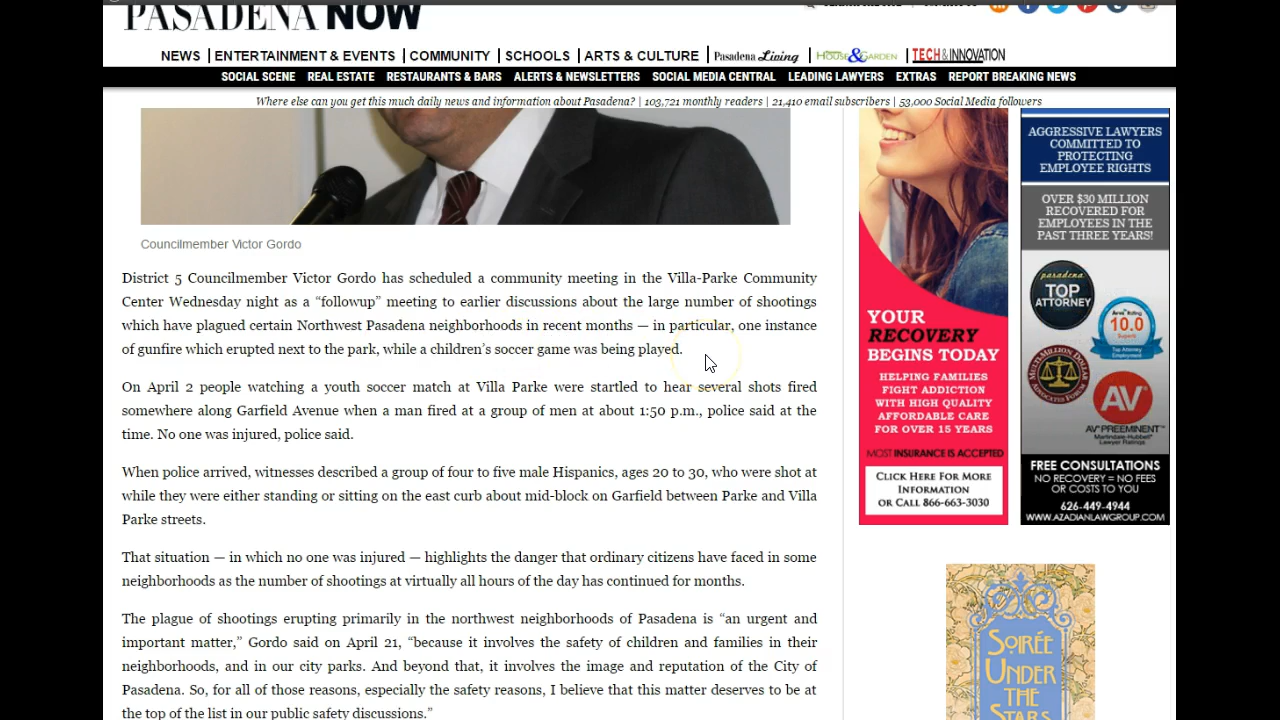 PASADENA NOW
NEWS | ENTERTAINMENT & EVENTS | COMMUNITY | SCHOOLS | ARTS & CULTURE | Pasadena Living | HOUSE & GARDEN | TECH & INNOVATION
SOCIAL SCENE REAL ESTATE RESTAURANTS & BARS ALERTS & NEWSLETTERS SOCIAL MEDIA CENTRAL LEADING LAWYERS EXTRAS REPORT BREAKING NEWS
Where else can you get this much daily news and information about Pasadena? | 103,721 monthly readers | 21,410 email subscribers | 53,000 Social Media followers
Councilmember Victor Gordo
District 5 Councilmember Victor Gordo has scheduled a community meeting in the Villa-Parke Community
Center Wednesday night as a “followup” meeting to earlier discussions about the large number of shootings
which have plagued certain Northwest Pasadena neighborhoods in recent months — in particular, one instance
of gunfire which erupted next to the park, while a children’s soccer game was being played.
On April 2 people watching a youth soccer match at Villa Parke were startled to hear several shots fired
somewhere along Garfield Avenue when a man fired at a group of men at about 1:50 p.m., police said at the
time. No one was injured, police said.
When police arrived, witnesses described a group of four to five male Hispanics, ages 20 to 30, who were shot at
while they were either standing or sitting on the east curb about mid-block on Garfield between Parke and Villa
Parke streets.
That situation — in which no one was injured — highlights the danger that ordinary citizens have faced in some
neighborhoods as the number of shootings at virtually all hours of the day has continued for months.
The plague of shootings erupting primarily in the northwest neighborhoods of Pasadena is “an urgent and
important matter,” Gordo said on April 21, “because it involves the safety of children and families in their
neighborhoods, and in our city parks. And beyond that, it involves the image and reputation of the City of
Pasadena. So, for all of those reasons, especially the safety reasons, I believe that this matter deserves to be at
the top of the list in our public safety discussions.”
YOUR
RECOVERY
BEGINS TODAY
HELPING FAMILIES
FIGHT ADDICTION
WITH HIGH QUALITY
AFFORDABLE CARE
FOR OVER 15 YEARS
MOST INSURANCE IS ACCEPTED
CLICK HERE FOR MORE
INFORMATION
OR CALL 866-663-3030
AGGRESSIVE LAWYERS
COMMITTED TO
PROTECTING
EMPLOYEE RIGHTS
OVER $30 MILLION
RECOVERED FOR
EMPLOYEES IN THE
PAST THREE YEARS!
pasadena
TOP
ATTORNEY
Avvo Rating
10.0
Superb
Top Attorney
Employment
MULTI-MILLION DOLLAR
ADVOCATES FORUM
AV
AV PREEMINENT™
Martindale-Hubbell
Lawyer Ratings
FREE CONSULTATIONS
NO RECOVERY = NO FEES
OR COSTS TO YOU
626-449-4944
WWW.AZADIANLAWGROUP.COM
SOIRÉE
UNDER
THE
STARS